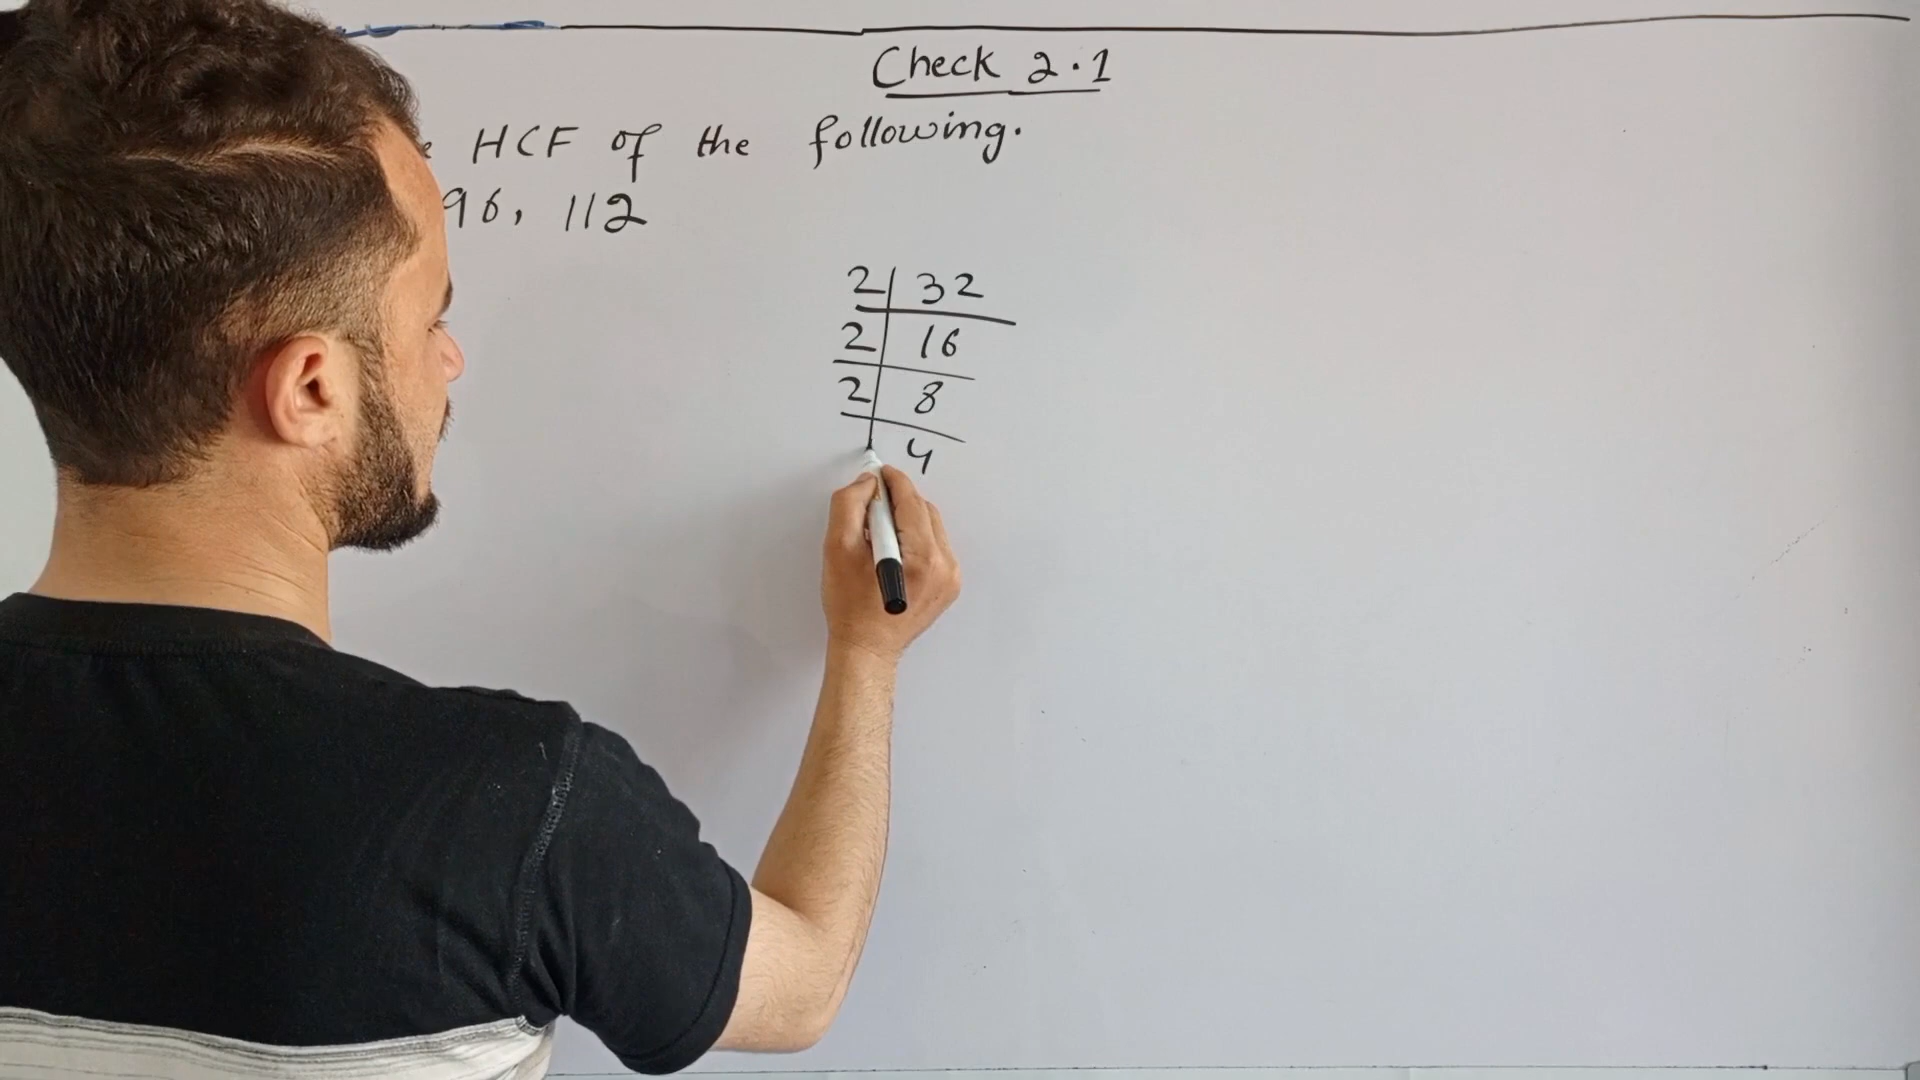 Check 2.1
HCF of the following.
96, 112
2 32
2 16
2 8
4